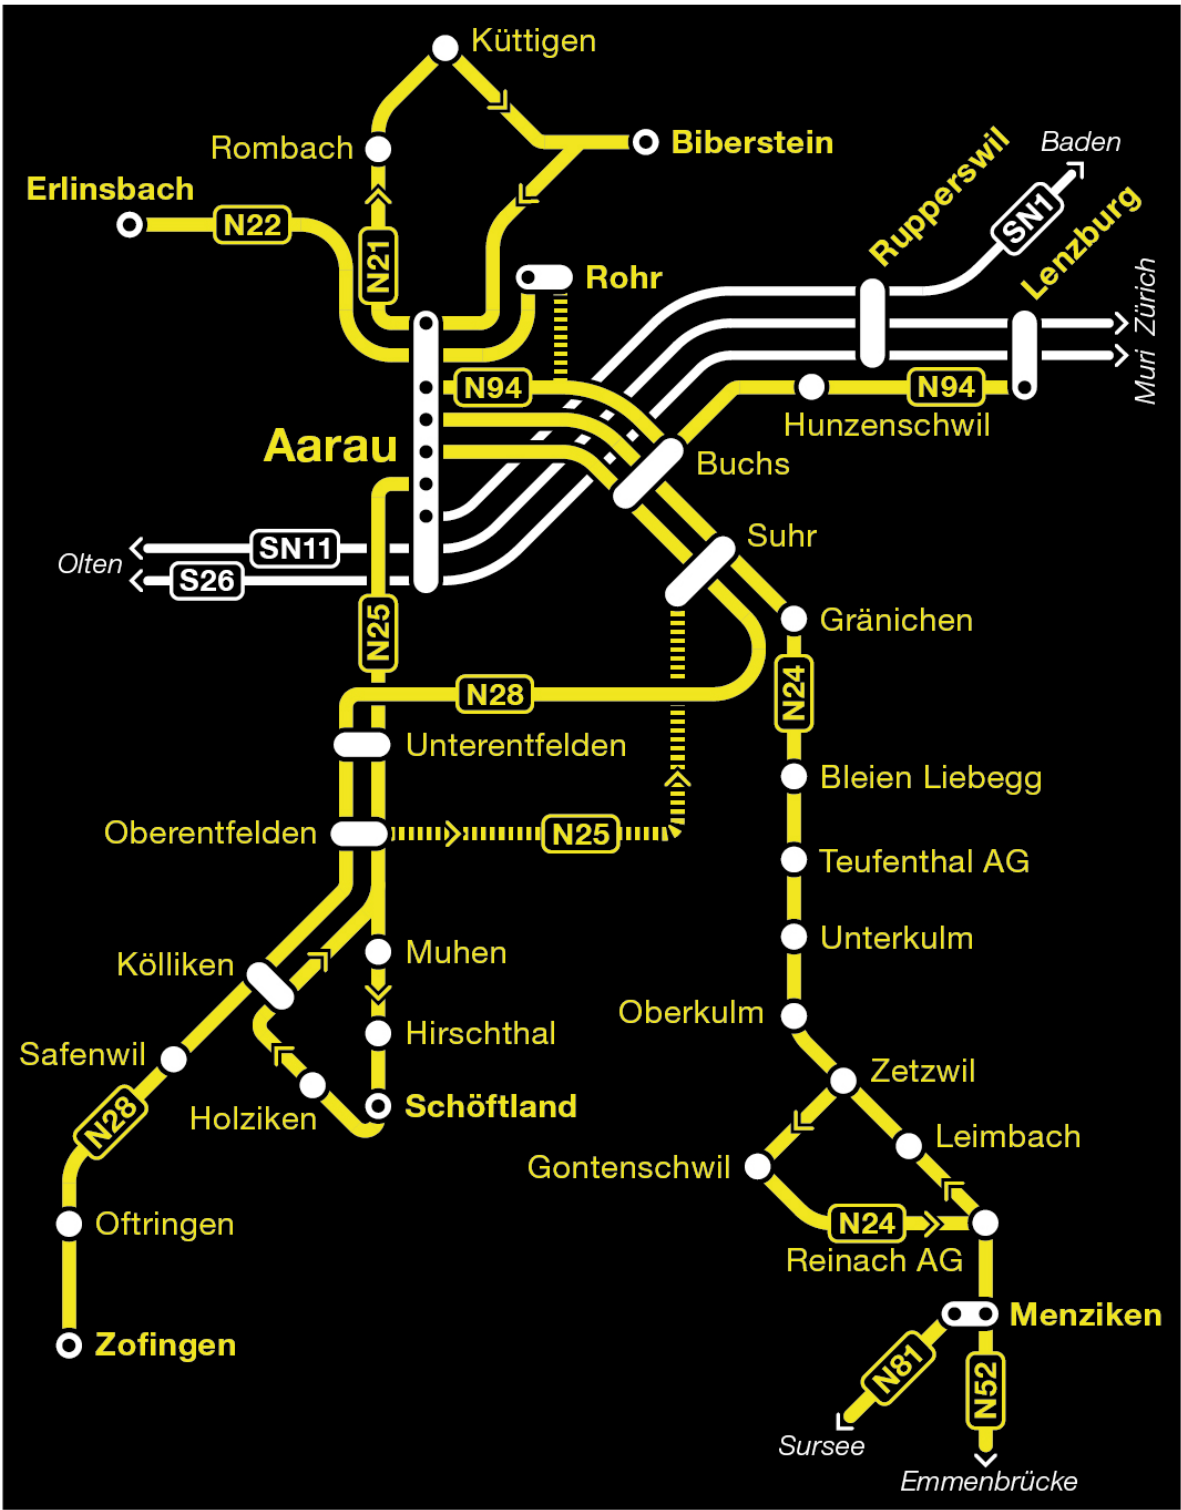 Küttigen
Rombach
Biberstein
Baden
Erlinsbach
N22
N21
Rupperswil
SN1
Lenzburg
Rohr
Zürich
Muri
N94
N94
Hunzenschwil
Aarau
Buchs
Suhr
Olten
SN11
S26
N25
Gränichen
N28
N24
Unterentfelden
Bleien Liebegg
Oberentfelden
N25
Teufenthal AG
Unterkulm
Muhen
Kölliken
Oberkulm
Hirschthal
Safenwil
Zetzwil
Holziken
Schöftland
N28
Leimbach
Gontenschwil
Oftringen
N24
Reinach AG
Menziken
Zofingen
N81
N52
Sursee
Emmenbrücke